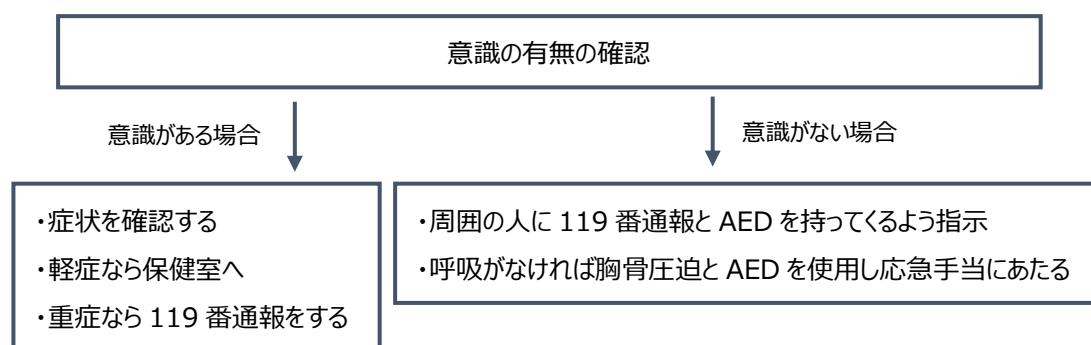 意識の有無の確認
意識がある場合
意識がない場合
・症状を確認する
・軽症なら保健室へ
・重症なら 119 番通報をする
・周囲の人に 119 番通報と AED を持ってくるよう指示
・呼吸がなければ胸骨圧迫と AED を使用し応急手当にあたる